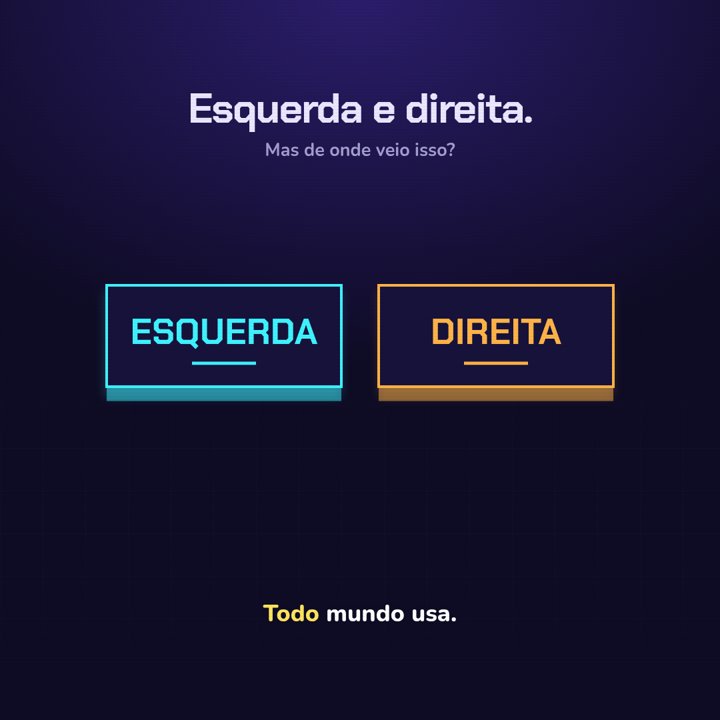 Esquerda e direita.
Mas de onde veio isso?
ESQUERDA
DIREITA
Todo mundo usa.